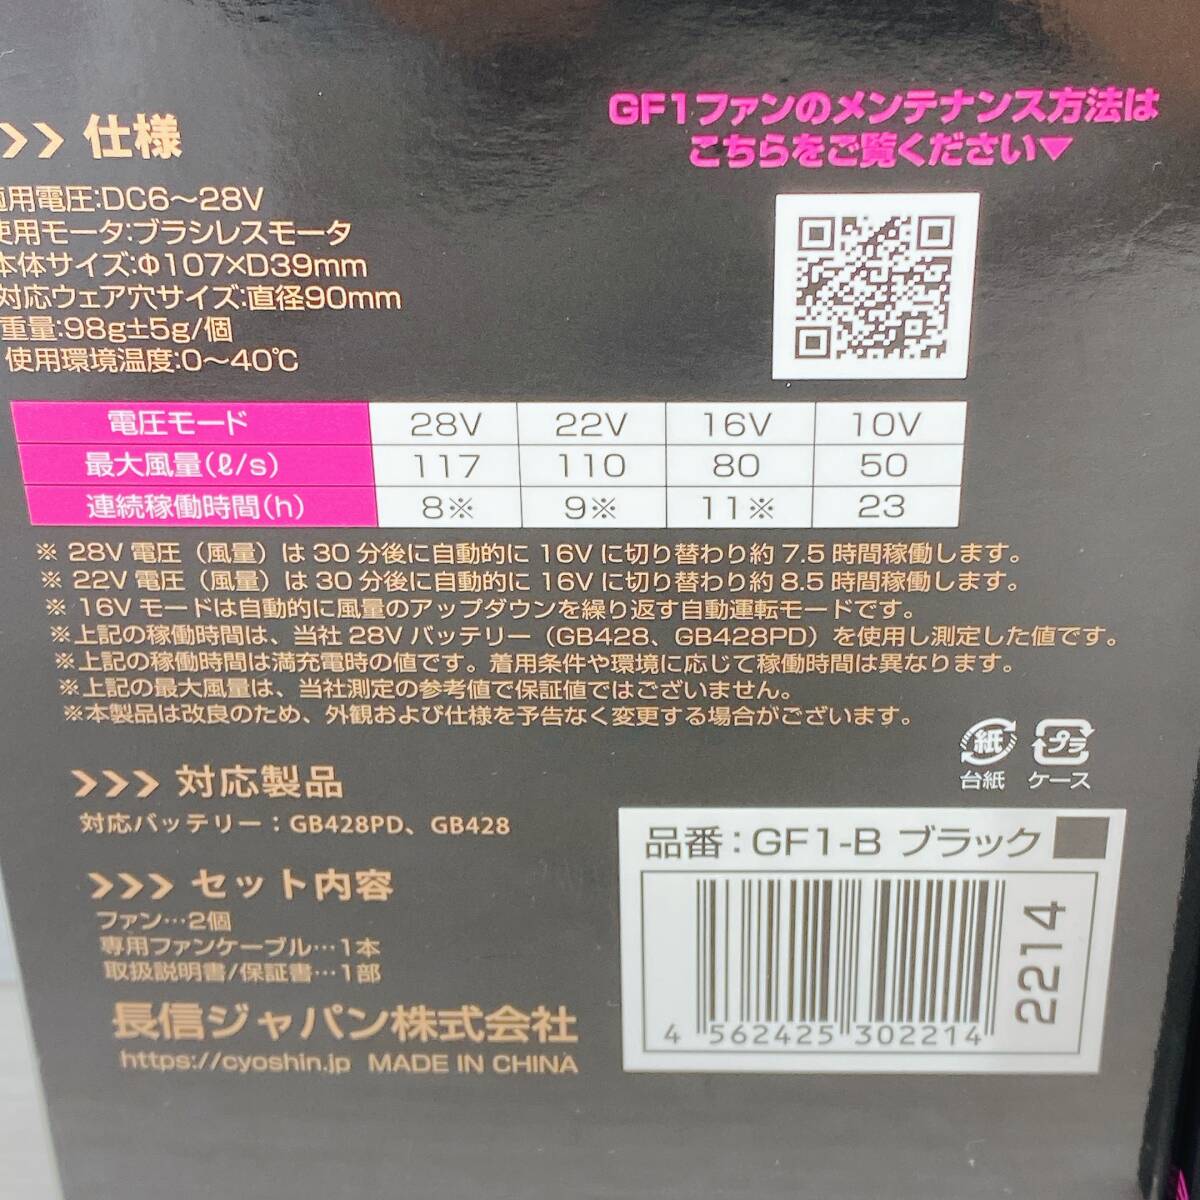 GF1ファンのメンテナンス方法は
こちらをご覧ください▼
>> 仕様
適用電圧:DC6～28V
使用モータ:ブラシレスモータ
本体サイズ:Φ107×D39mm
対応ウェア穴サイズ:直径90mm
重量:98g±5g/個
使用環境温度:0～40℃
電圧モード 28V 22V 16V 10V
最大風量(ℓ/s) 117 110 80 50
連続稼働時間(h) 8※ 9※ 11※ 23
※ 28V 電圧（風量）は 30 分後に自動的に 16V に切り替わり約 7.5 時間稼働します。
※ 22V 電圧（風量）は 30 分後に自動的に 16V に切り替わり約 8.5 時間稼働します。
※ 16V モードは自動的に風量のアップダウンを繰り返す自動運転モードです。
※上記の稼働時間は、当社 28V バッテリー（GB428、GB428PD）を使用し測定した値です。
※上記の稼働時間は満充電時の値です。着用条件や環境に応じて稼働時間は異なります。
※上記の最大風量は、当社測定の参考値で保証値ではございません。
※本製品は改良のため、外観および仕様を予告なく変更する場合がございます。
紙 プラ
台紙 ケース
>>> 対応製品
対応バッテリー：GB428PD、GB428
>>> セット内容
ファン…2個
専用ファンケーブル…1本
取扱説明書/保証書…1部
長信ジャパン株式会社
https://cyoshin.jp MADE IN CHINA
品番：GF1-B ブラック
2214
4 562425 302214